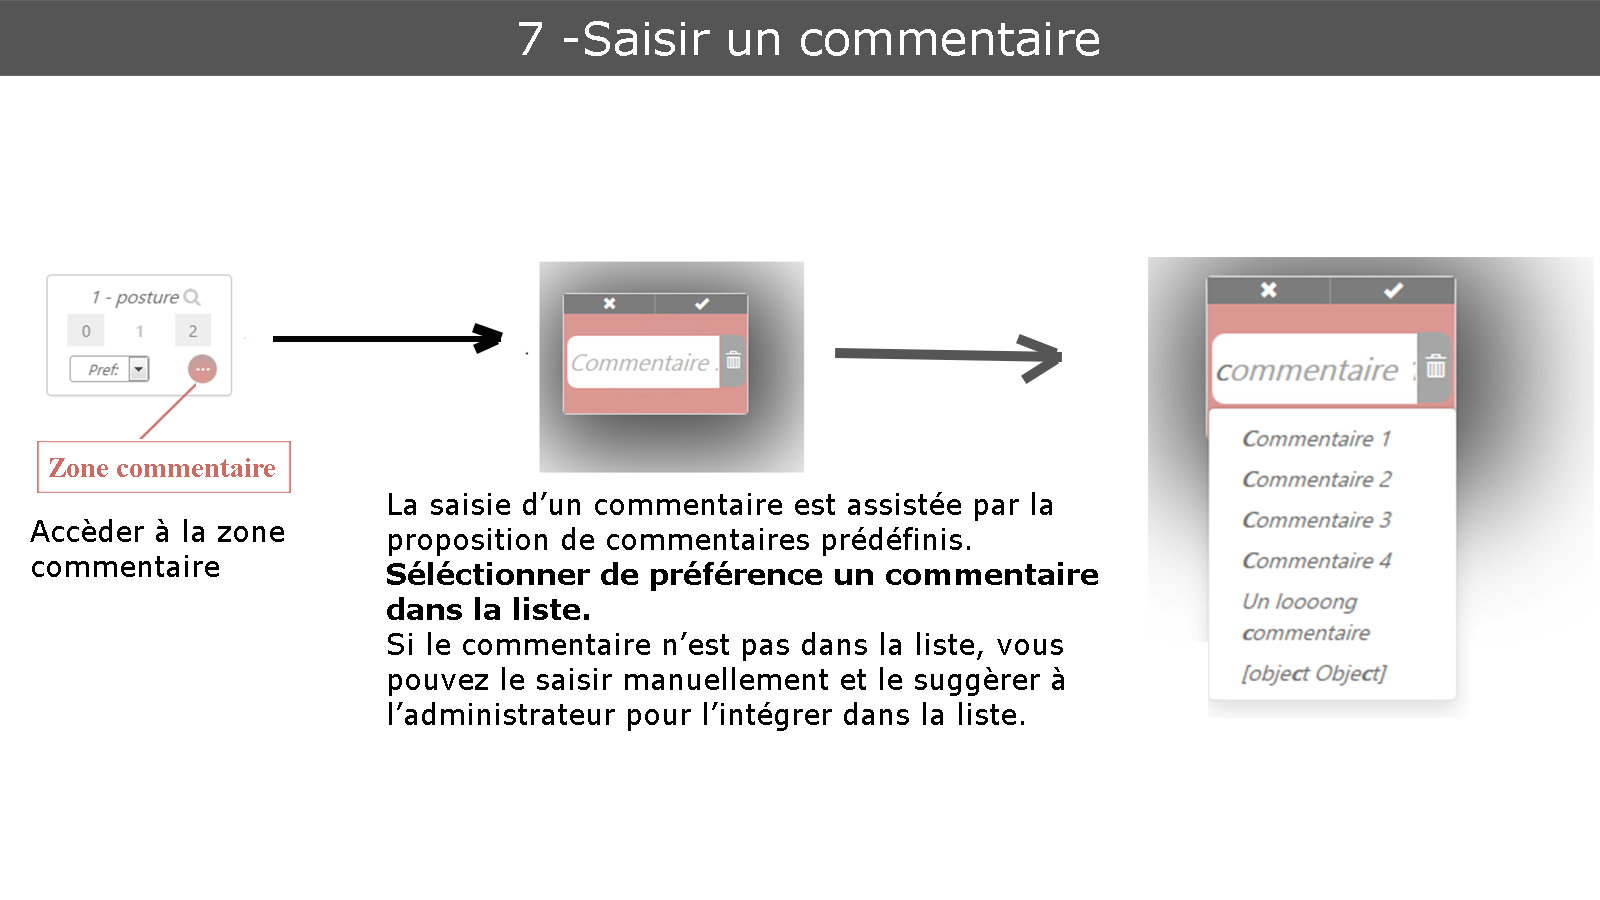 7 -Saisir un commentaire
1 - posture
0 1 2
Pref:
Zone commentaire
Accèder à la zone
commentaire
Commentaire .
La saisie d’un commentaire est assistée par la
proposition de commentaires prédéfinis.
Séléctionner de préférence un commentaire
dans la liste.
Si le commentaire n’est pas dans la liste, vous
pouvez le saisir manuellement et le suggèrer à
l’administrateur pour l’intégrer dans la liste.
commentaire
Commentaire 1
Commentaire 2
Commentaire 3
Commentaire 4
Un loooong
commentaire
[object Object]